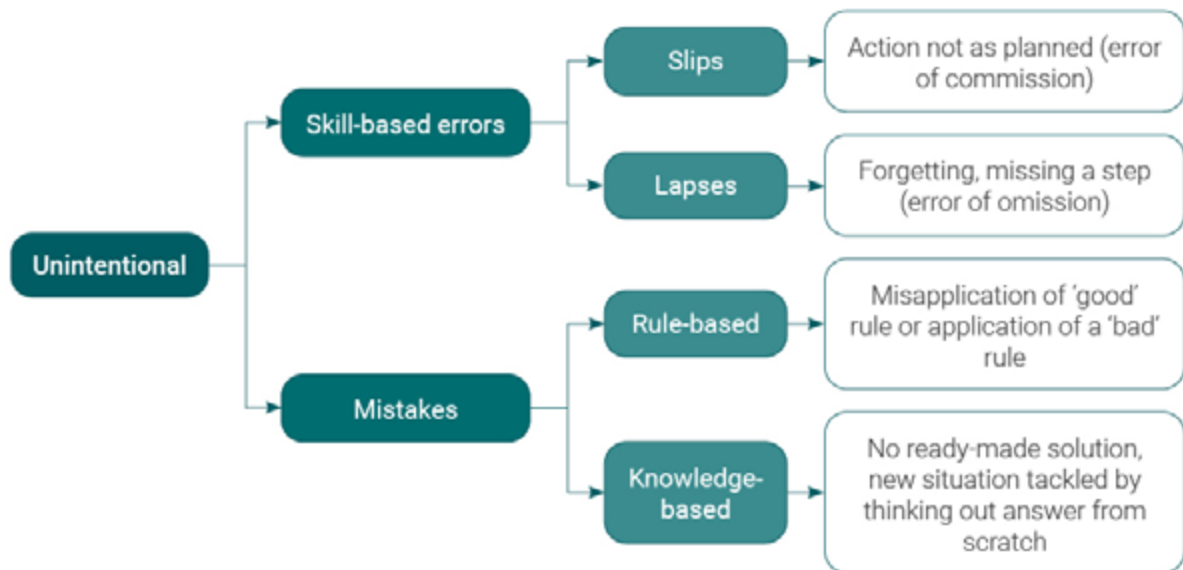 Slips
Action not as planned (error
of commission)
Skill-based errors
Lapses
Forgetting, missing a step
(error of omission)
Unintentional
Rule-based
Misapplication of ‘good’
rule or application of a ‘bad’
rule
Mistakes
Knowledge-
based
No ready-made solution,
new situation tackled by
thinking out answer from
scratch